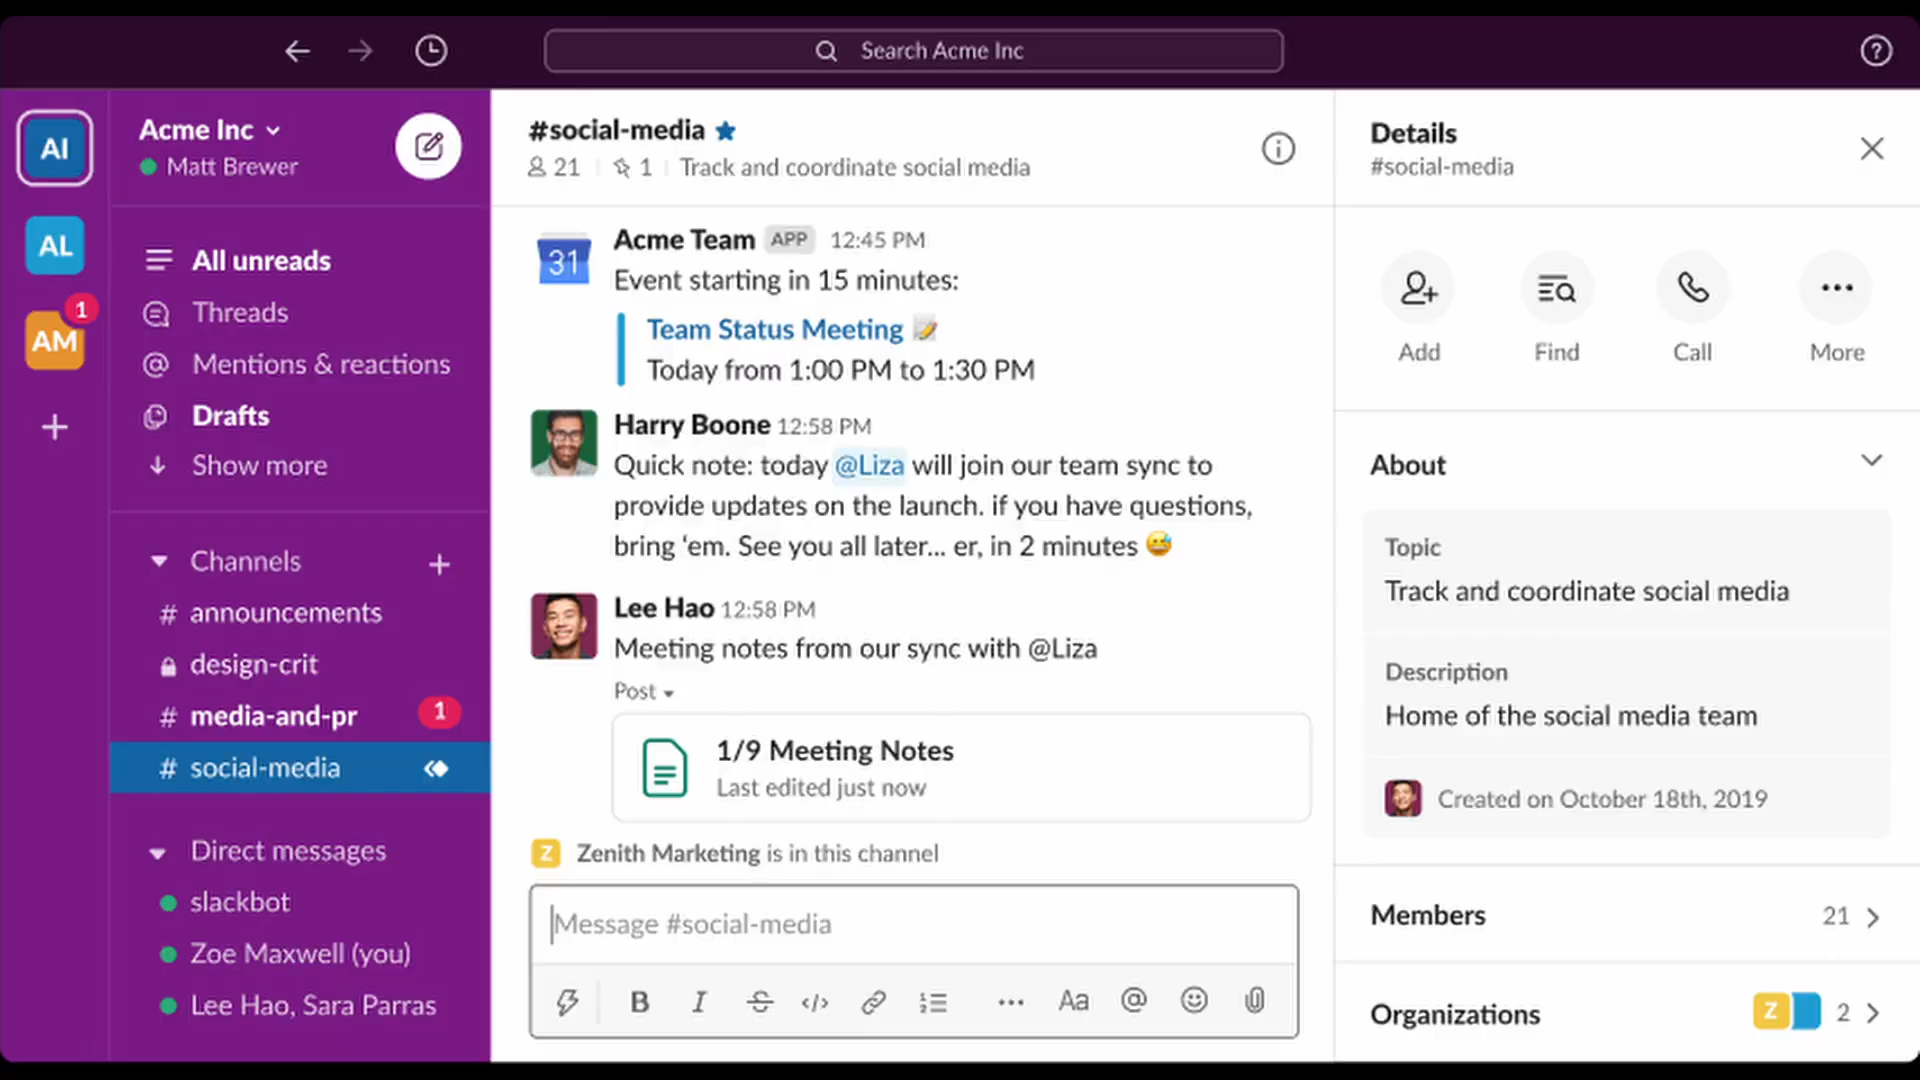 Search Acme Inc
?
AI
AL
AM
1
Acme Inc
Matt Brewer
All unreads
Threads
Mentions & reactions
Drafts
Show more
Channels
# announcements
design-crit
# media-and-pr 1
# social-media
Direct messages
slackbot
Zoe Maxwell (you)
Lee Hao, Sara Parras
#social-media
21 1 Track and coordinate social media
31
Acme Team APP 12:45 PM
Event starting in 15 minutes:
Team Status Meeting 📝
Today from 1:00 PM to 1:30 PM
Harry Boone 12:58 PM
Quick note: today @Liza will join our team sync to
provide updates on the launch. if you have questions,
bring ‘em. See you all later... er, in 2 minutes 😅
Lee Hao 12:58 PM
Meeting notes from our sync with @Liza
Post
1/9 Meeting Notes
Last edited just now
Z Zenith Marketing is in this channel
Message #social-media
B I S </> Aa @
Details
#social-media
Add Find Call More
About
Topic
Track and coordinate social media
Description
Home of the social media team
Created on October 18th, 2019
Members 21
Organizations Z 2